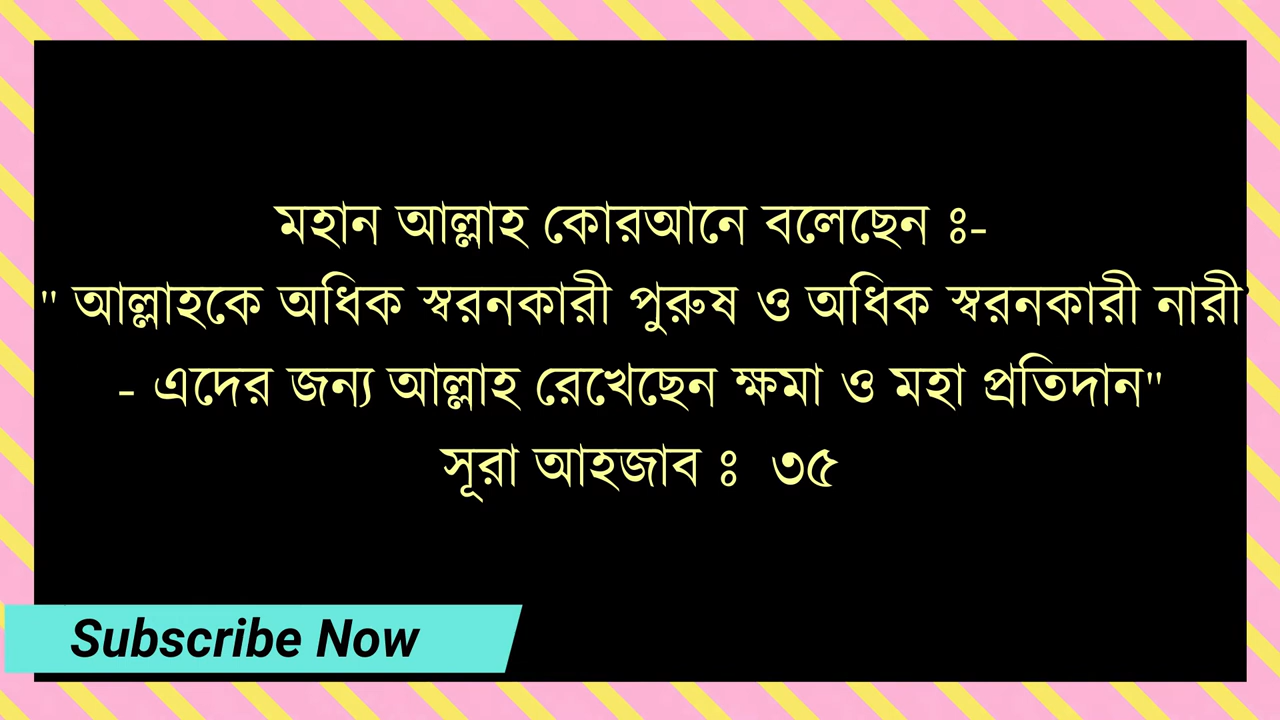 মহান আল্লাহ কোরআনে বলেছেন ঃ-
" আল্লাহকে অধিক স্বরনকারী পুরুষ ও অধিক স্বরনকারী নারী'
- এদের জন্য আল্লাহ রেখেছেন ক্ষমা ও মহা প্রতিদান"
সূরা আহজাব ঃ ৩৫
Subscribe Now